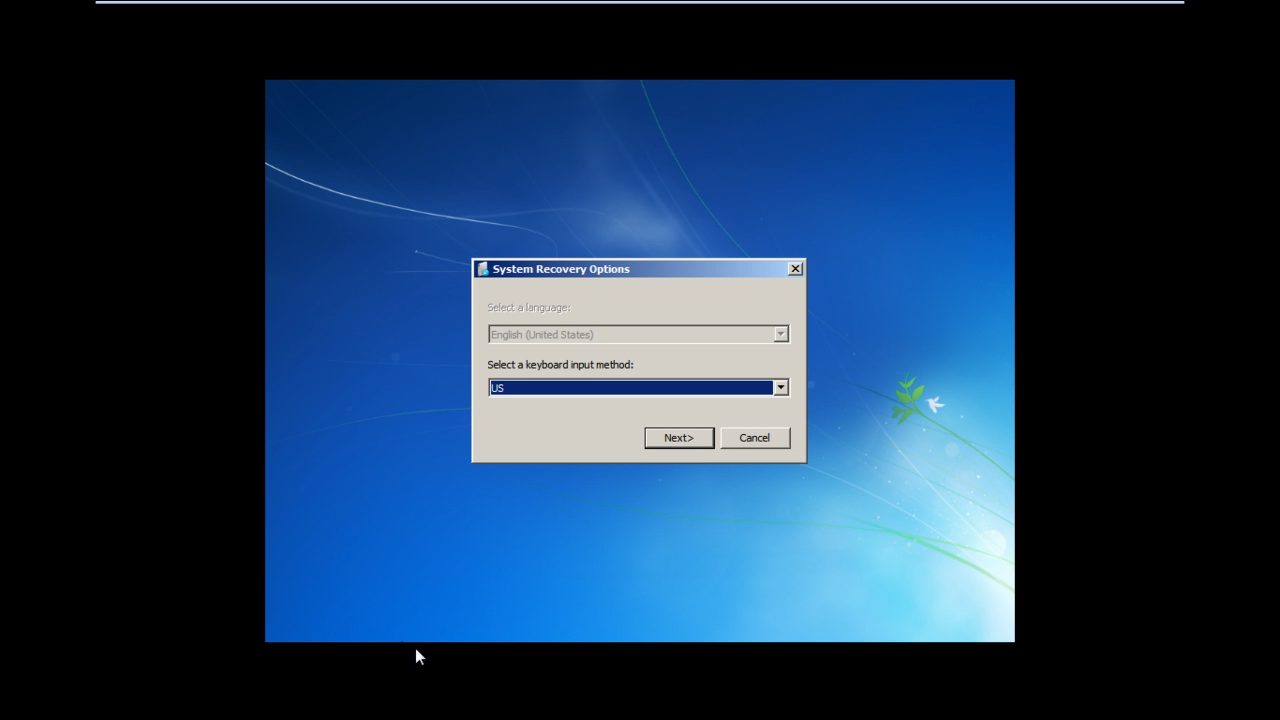 System Recovery Options
Select a language:
English (United States)
Select a keyboard input method:
US
Next>
Cancel